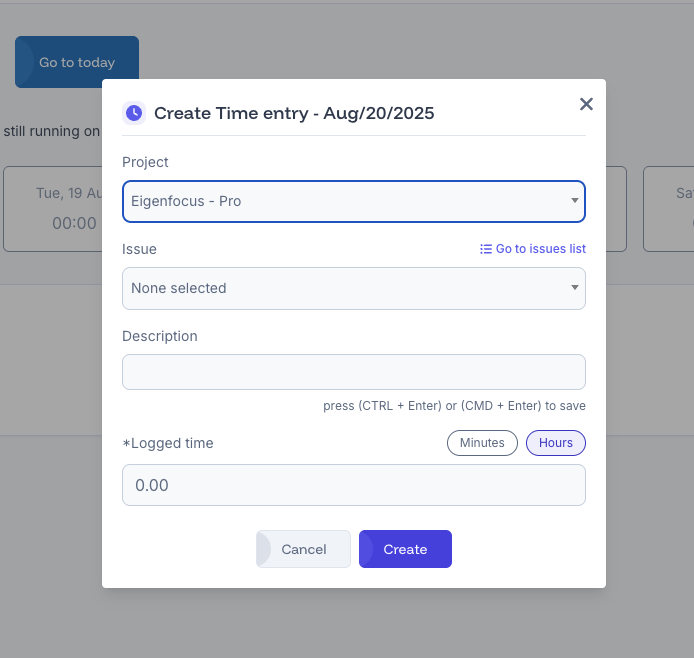 Go to today
Create Time entry - Aug/20/2025
still running on
Project
Tue, 19 Au
Eigenfocus - Pro
Sa
00:00
Issue
Go to issues list
None selected
Description
press (CTRL + Enter) or (CMD + Enter) to save
*Logged time
Minutes
Hours
0.00
Cancel
Create